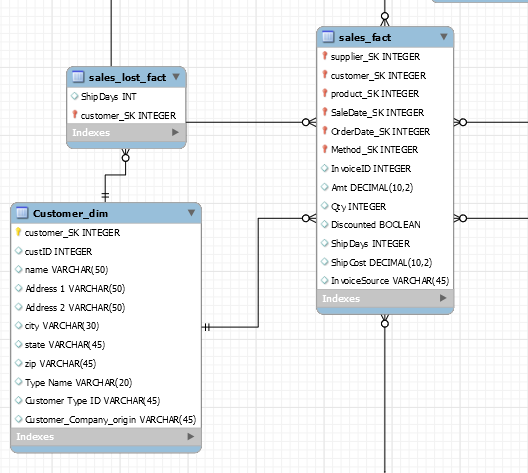 sales_lost_fact
ShipDays INT
customer_SK INTEGER
Indexes
sales_fact
supplier_SK INTEGER
customer_SK INTEGER
product_SK INTEGER
SaleDate_SK INTEGER
OrderDate_SK INTEGER
Method_SK INTEGER
InvoiceID INTEGER
Amt DECIMAL(10,2)
Qty INTEGER
Discounted BOOLEAN
ShipDays INTEGER
ShipCost DECIMAL(10,2)
InvoiceSource VARCHAR(45)
Indexes
Customer_dim
customer_SK INTEGER
custID INTEGER
name VARCHAR(50)
Address 1 VARCHAR(50)
Address 2 VARCHAR(50)
city VARCHAR(30)
state VARCHAR(45)
zip VARCHAR(45)
Type Name VARCHAR(20)
Customer Type ID VARCHAR(45)
Customer_Company_origin VARCHAR(45)
Indexes